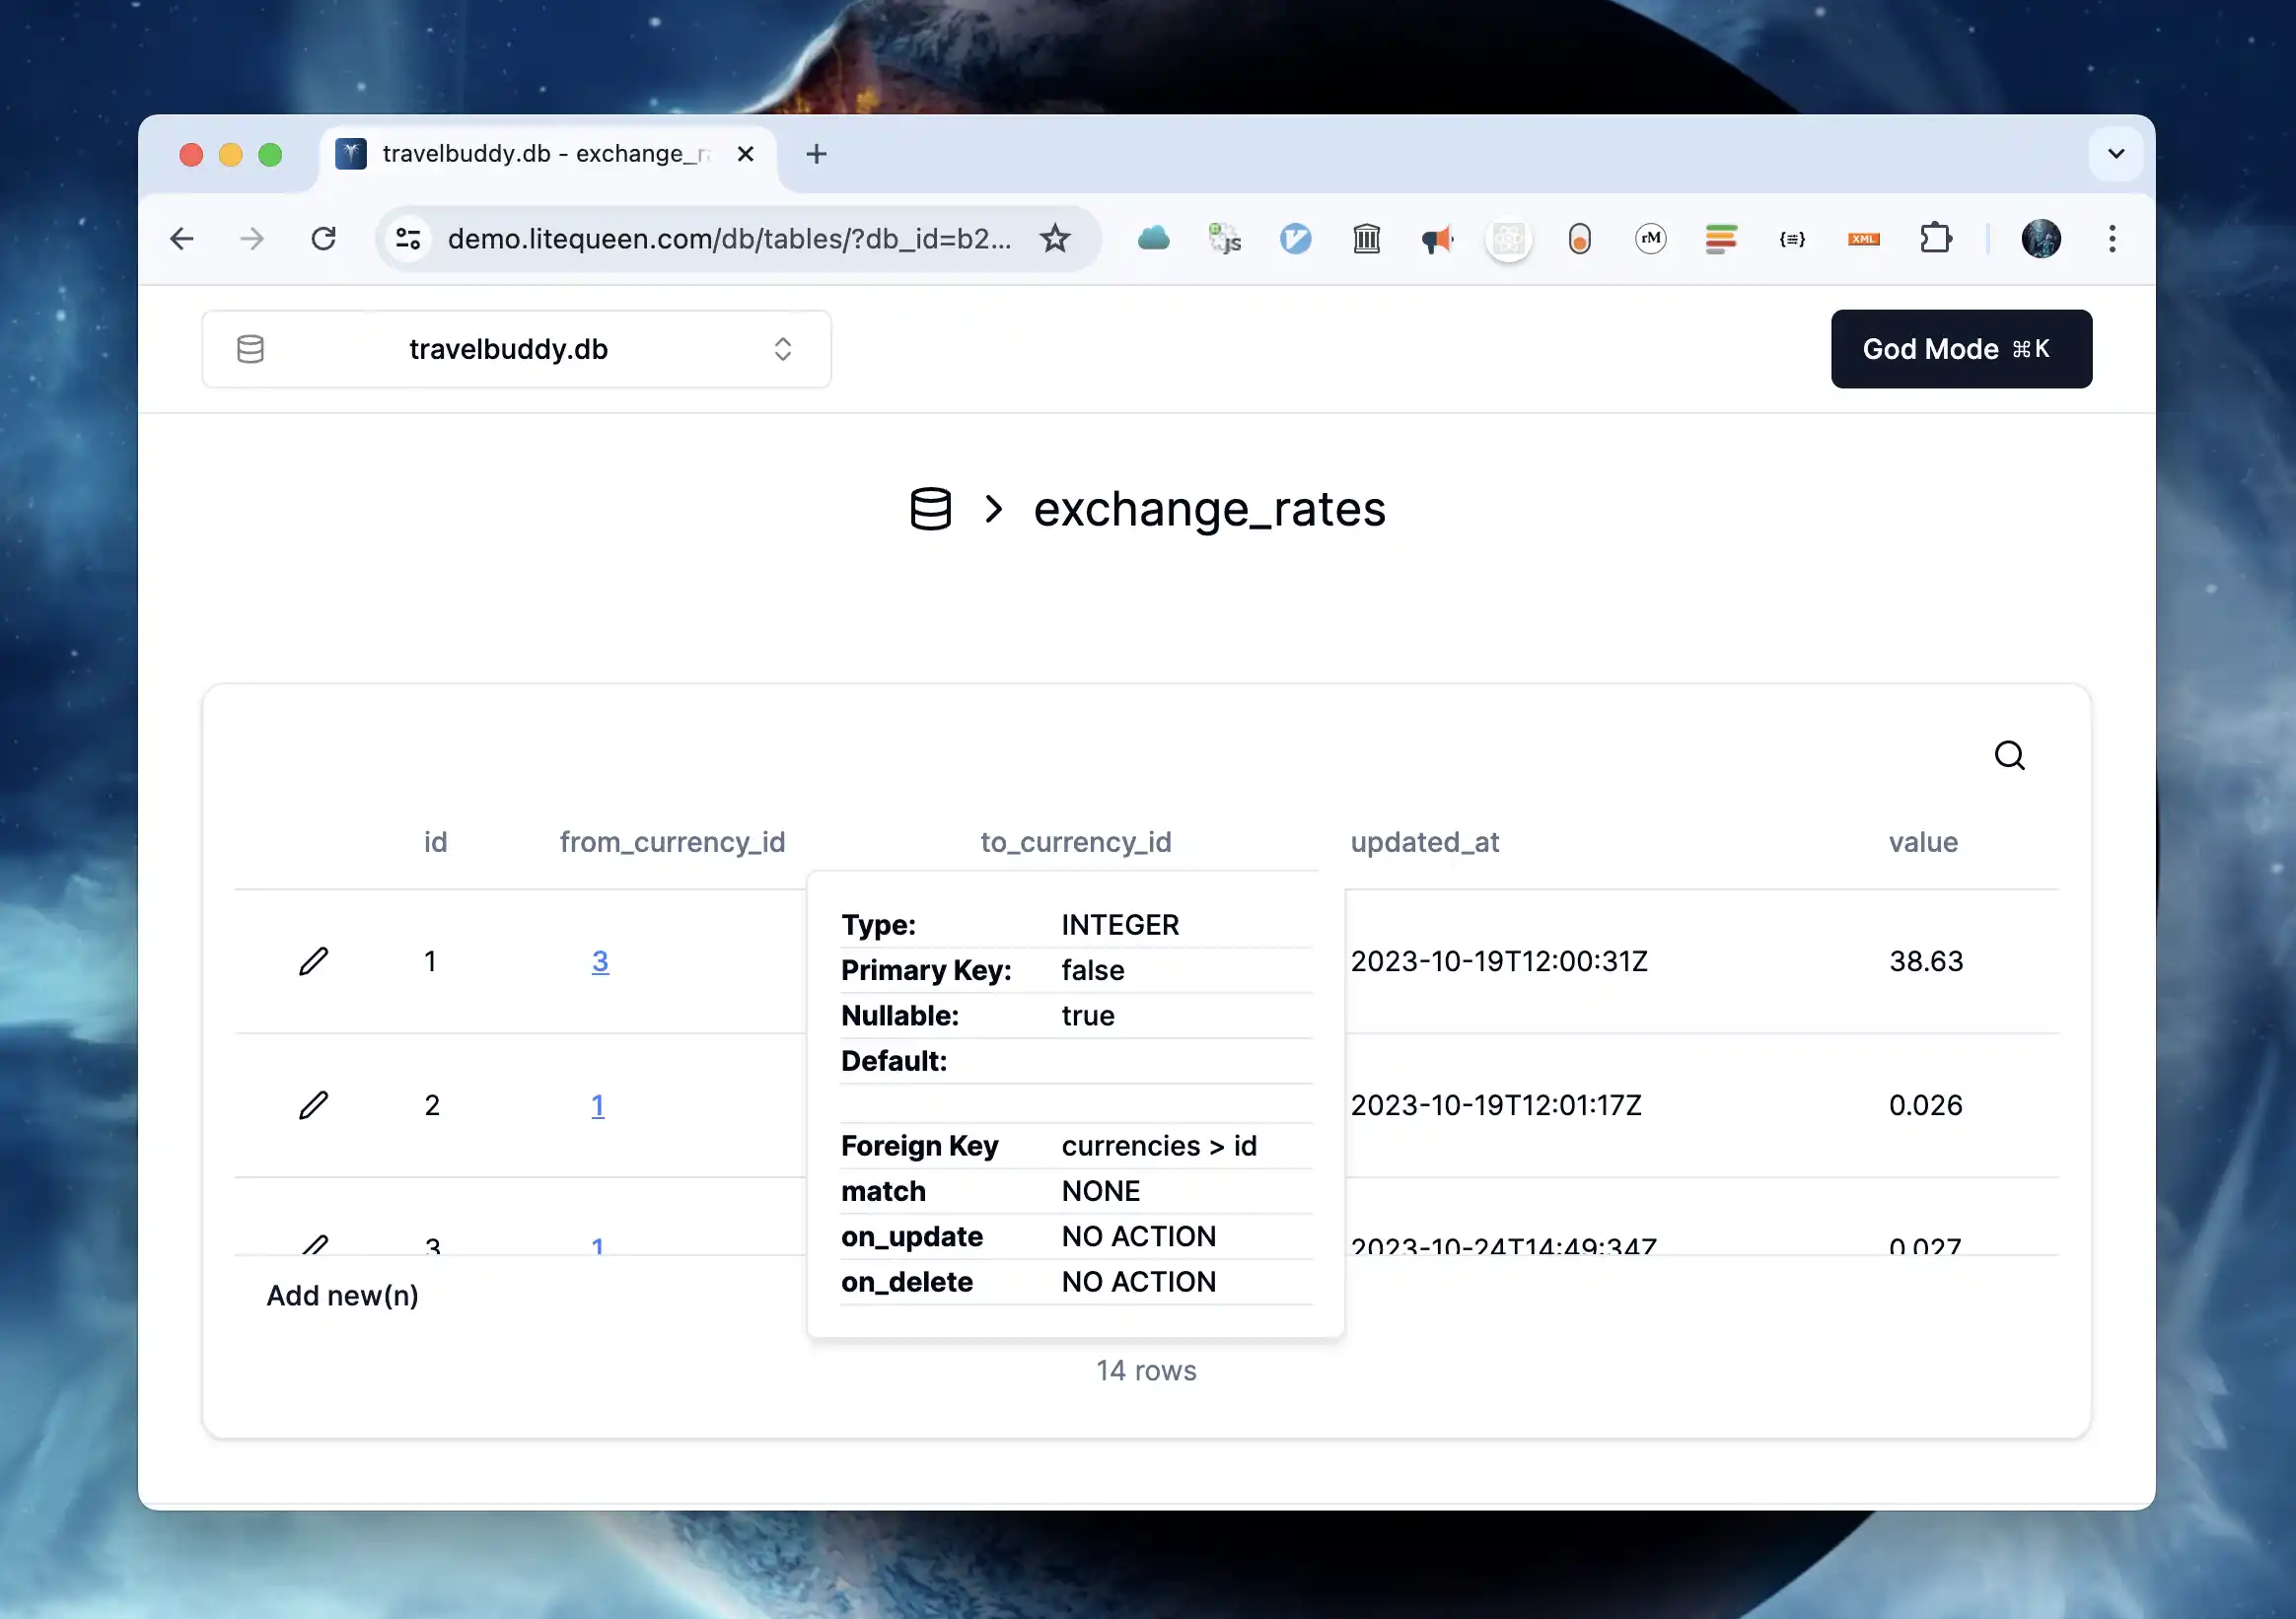 travelbuddy.db - exchange_r
demo.litequeen.com/db/tables/?db_id=b2...
js
rM
{≡}
XML
travelbuddy.db
God Mode ⌘K
> exchange_rates
id from_currency_id to_currency_id updated_at value
1 3 2023-10-19T12:00:31Z 38.63
2 1 2023-10-19T12:01:17Z 0.026
3 1 2023-10-24T14:49:34Z 0.027
Type: INTEGER
Primary Key: false
Nullable: true
Default:
Foreign Key currencies > id
match NONE
on_update NO ACTION
on_delete NO ACTION
Add new(n)
14 rows